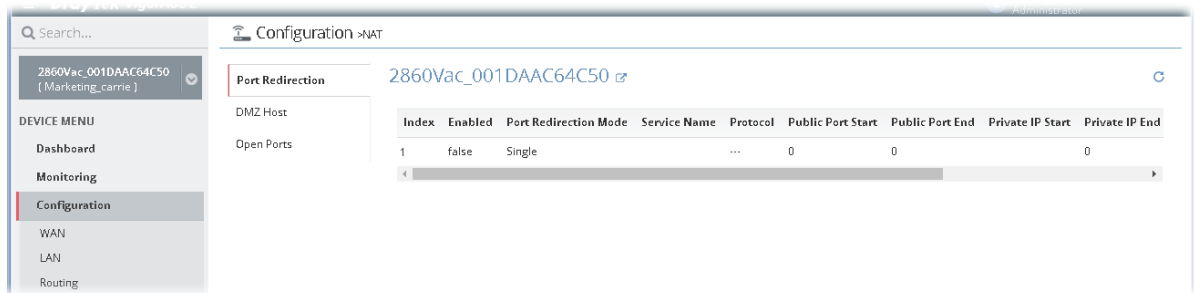 Administrator
Search...
Configuration >NAT
2860Vac_001DAAC64C50
[ Marketing_carrie ]
DEVICE MENU
Dashboard
Monitoring
Configuration
WAN
LAN
Routing
Port Redirection
DMZ Host
Open Ports
2860Vac_001DAAC64C50
Index Enabled Port Redirection Mode Service Name Protocol Public Port Start Public Port End Private IP Start Private IP End
1 false Single --- 0 0 0